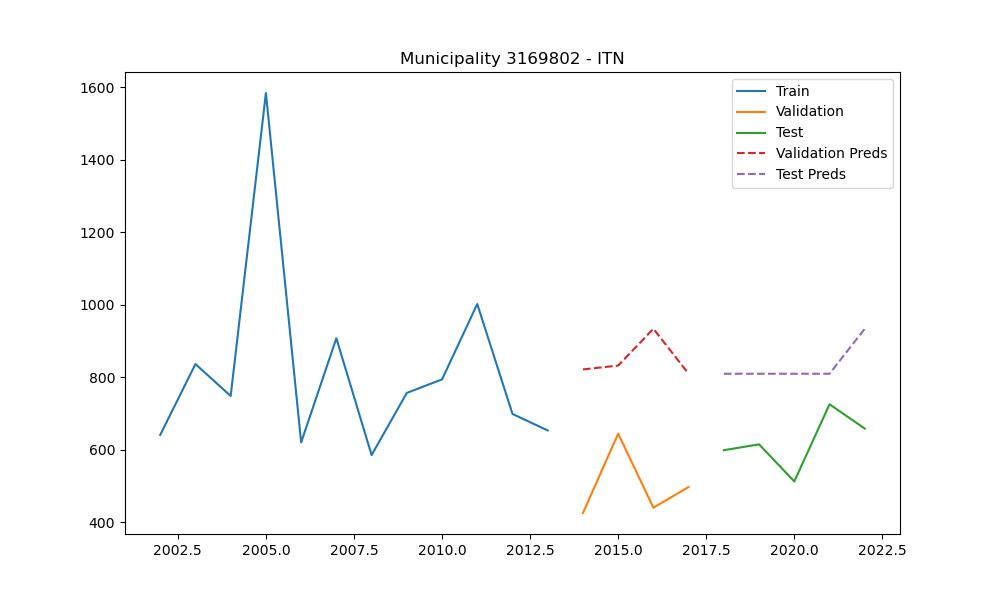 Municipality 3169802 - ITN
1600
1400
1200
1000
800
600
400
2002.5 2005.0 2007.5 2010.0 2012.5 2015.0 2017.5 2020.0 2022.5
Train
Validation
Test
Validation Preds
Test Preds